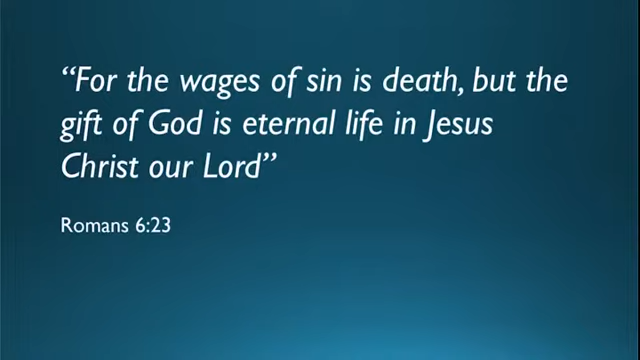 “For the wages of sin is death, but the
gift of God is eternal life in Jesus
Christ our Lord”
Romans 6:23